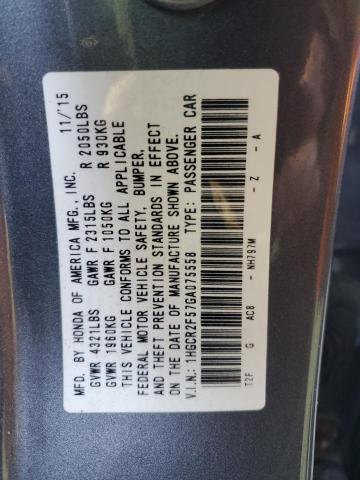 MFD. BY HONDA OF AMERICA MFG., INC. 11/15
GVWR 4321LBS GAWR F 2315LBS R 2050LBS
GVWR 1960KG GAWR F 1050KG R 930KG
THIS VEHICLE CONFORMS TO ALL APPLICABLE
FEDERAL MOTOR VEHICLE SAFETY, BUMPER,
AND THEFT PREVENTION STANDARDS IN EFFECT
ON THE DATE OF MANUFACTURE SHOWN ABOVE.
V.I.N.: 1HGCR2F57GA075558 TYPE: PASSENGER CAR
T2F G AC8 - NH797M - Z - A